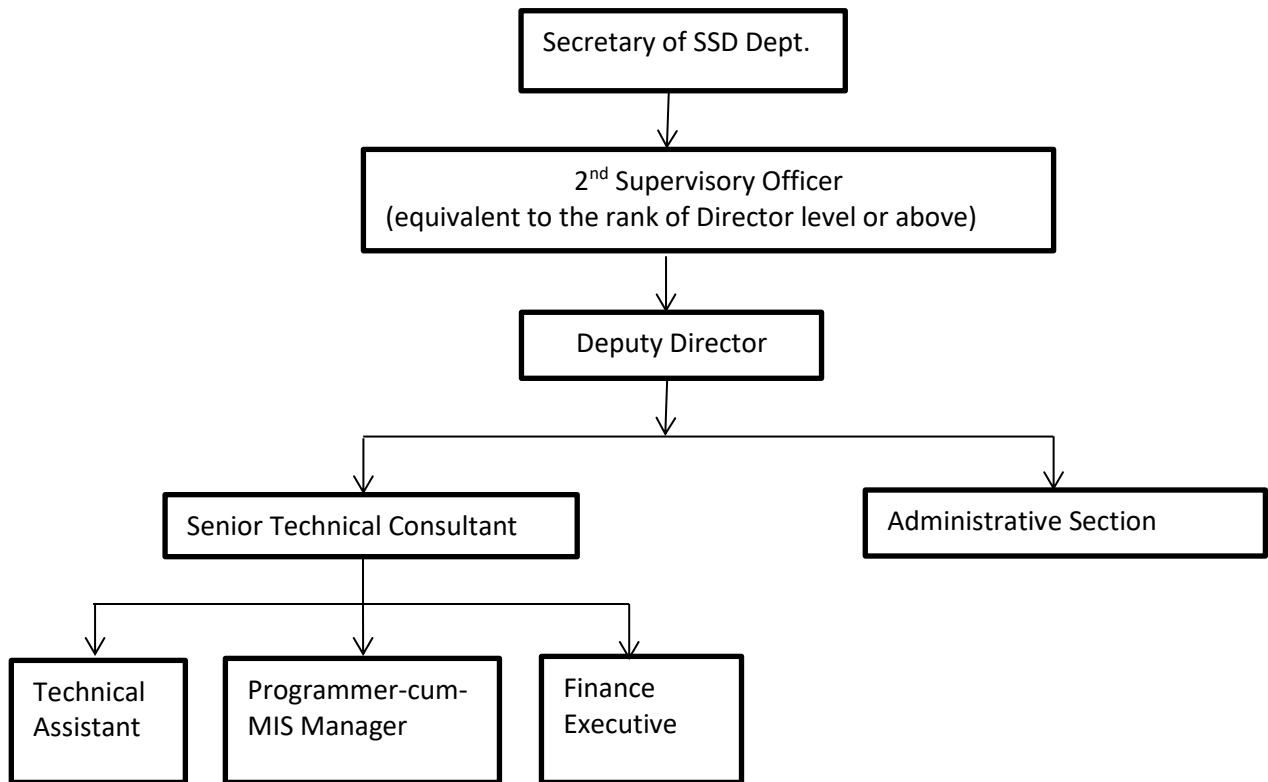 Secretary of SSD Dept.
2nd Supervisory Officer
(equivalent to the rank of Director level or above)
Deputy Director
Senior Technical Consultant
Administrative Section
Technical
Assistant
Programmer-cum-
MIS Manager
Finance
Executive